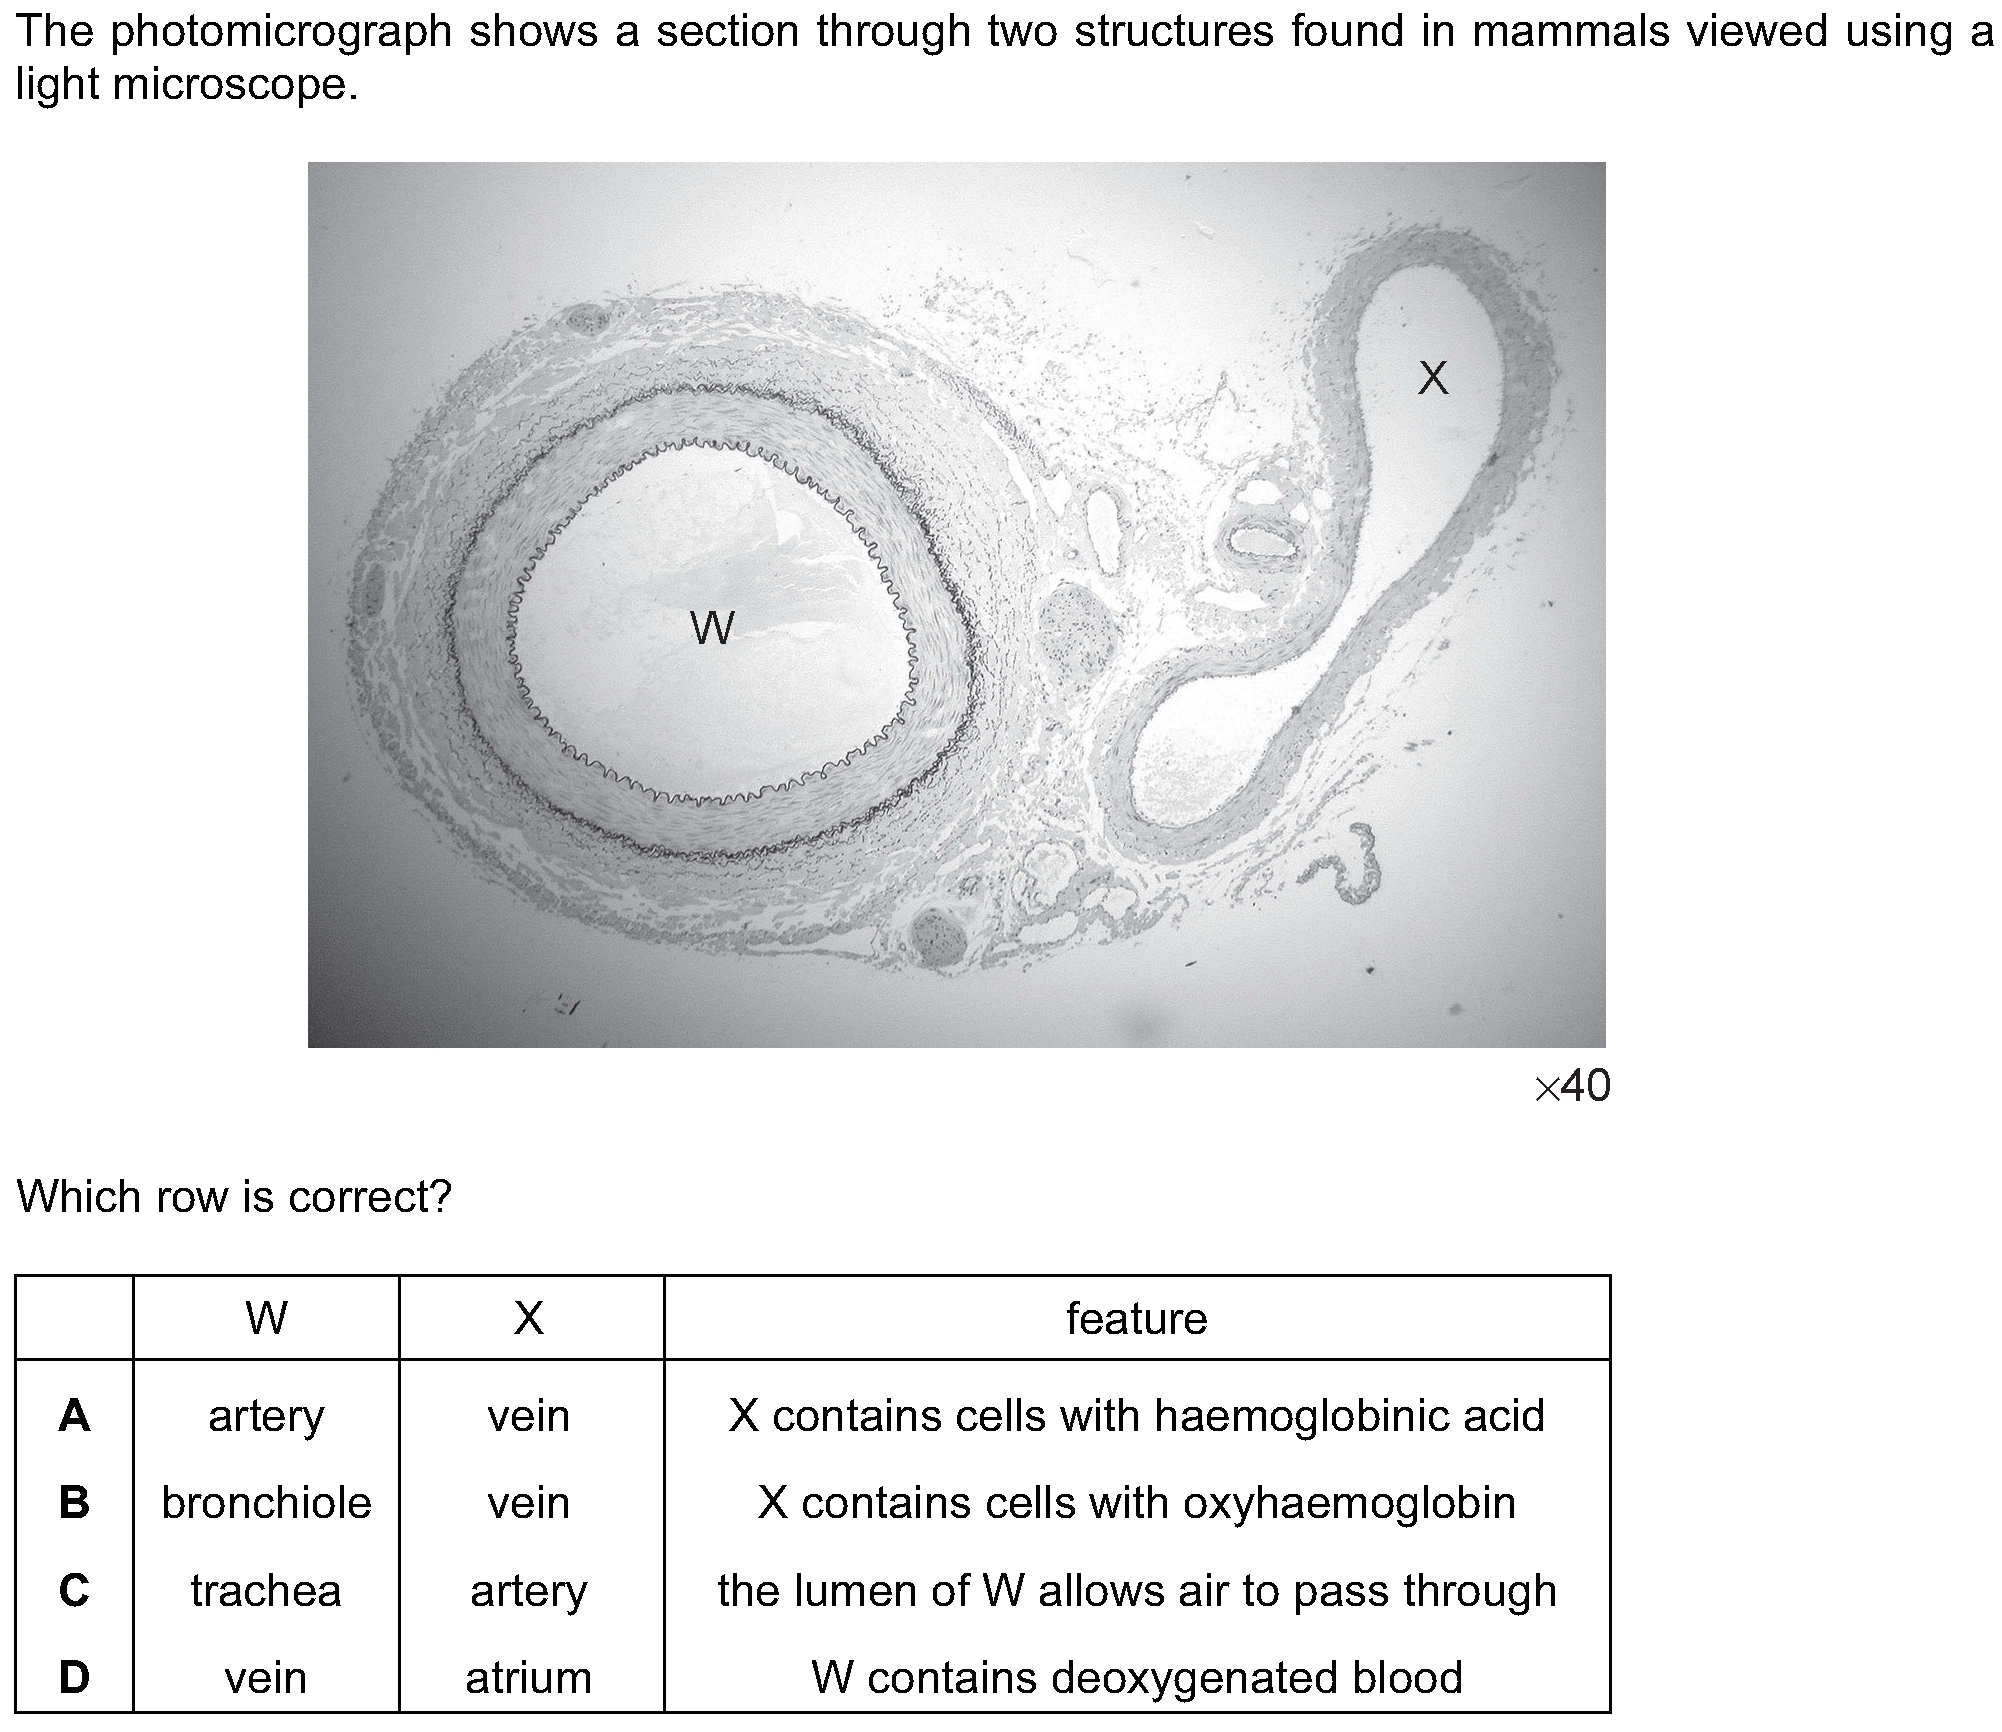 The photomicrograph shows a section through two structures found in mammals viewed using a
light microscope.
X
W
×40
Which row is correct?
W X feature
A artery vein X contains cells with haemoglobinic acid
B bronchiole vein X contains cells with oxyhaemoglobin
C trachea artery the lumen of W allows air to pass through
D vein atrium W contains deoxygenated blood